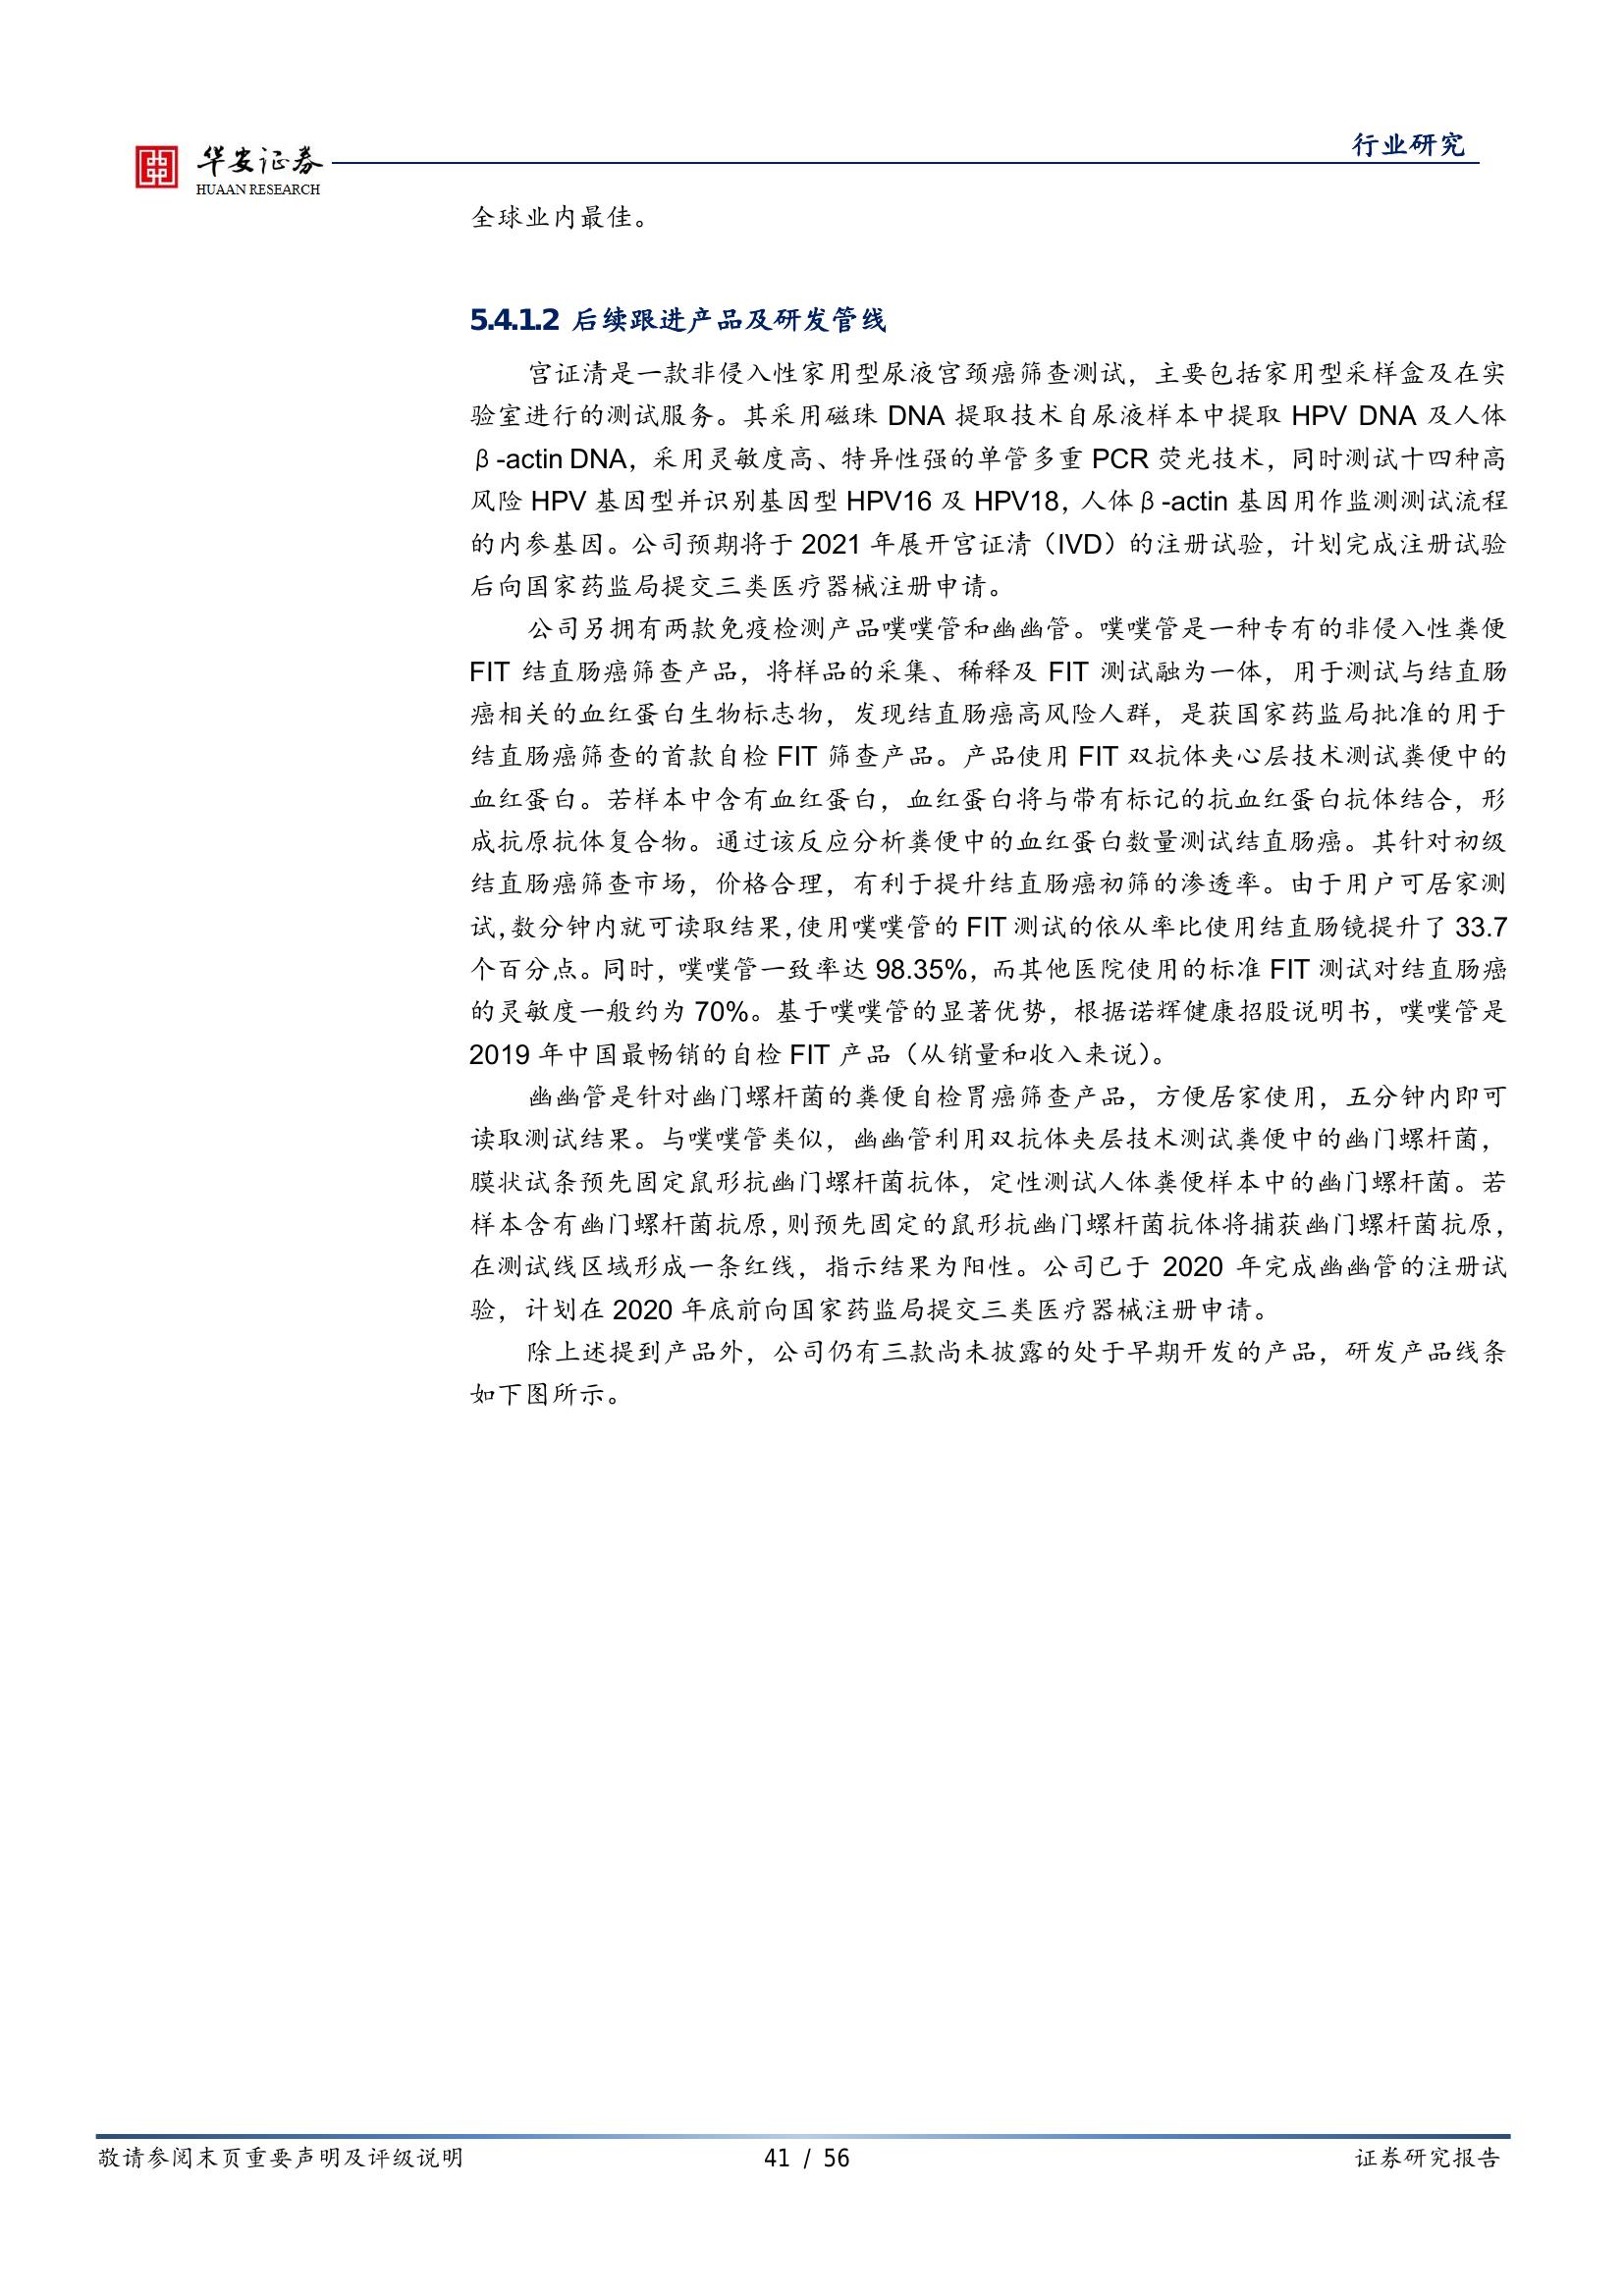 华安证券
HUAAN RESEARCH
行业研究
全球业内最佳。
5.4.1.2 后续跟进产品及研发管线
宫证清是一款非侵入性家用型尿液宫颈癌筛查测试，主要包括家用型采样盒及在实
验室进行的测试服务。其采用磁珠 DNA 提取技术自尿液样本中提取 HPV DNA 及人体
β-actin DNA，采用灵敏度高、特异性强的单管多重 PCR 荧光技术，同时测试十四种高
风险 HPV 基因型并识别基因型 HPV16 及 HPV18，人体β-actin 基因用作监测测试流程
的内参基因。公司预期将于 2021 年展开宫证清（IVD）的注册试验，计划完成注册试验
后向国家药监局提交三类医疗器械注册申请。
公司另拥有两款免疫检测产品噗噗管和幽幽管。噗噗管是一种专有的非侵入性粪便
FIT 结直肠癌筛查产品，将样品的采集、稀释及 FIT 测试融为一体，用于测试与结直肠
癌相关的血红蛋白生物标志物，发现结直肠癌高风险人群，是获国家药监局批准的用于
结直肠癌筛查的首款自检 FIT 筛查产品。产品使用 FIT 双抗体夹心层技术测试粪便中的
血红蛋白。若样本中含有血红蛋白，血红蛋白将与带有标记的抗血红蛋白抗体结合，形
成抗原抗体复合物。通过该反应分析粪便中的血红蛋白数量测试结直肠癌。其针对初级
结直肠癌筛查市场，价格合理，有利于提升结直肠癌初筛的渗透率。由于用户可居家测
试，数分钟内就可读取结果，使用噗噗管的 FIT 测试的依从率比使用结直肠镜提升了 33.7
个百分点。同时，噗噗管一致率达 98.35%，而其他医院使用的标准 FIT 测试对结直肠癌
的灵敏度一般约为 70%。基于噗噗管的显著优势，根据诺辉健康招股说明书，噗噗管是
2019 年中国最畅销的自检 FIT 产品（从销量和收入来说）。
幽幽管是针对幽门螺杆菌的粪便自检胃癌筛查产品，方便居家使用，五分钟内即可
读取测试结果。与噗噗管类似，幽幽管利用双抗体夹层技术测试粪便中的幽门螺杆菌，
膜状试条预先固定鼠形抗幽门螺杆菌抗体，定性测试人体粪便样本中的幽门螺杆菌。若
样本含有幽门螺杆菌抗原，则预先固定的鼠形抗幽门螺杆菌抗体将捕获幽门螺杆菌抗原，
在测试线区域形成一条红线，指示结果为阳性。公司已于 2020 年完成幽幽管的注册试
验，计划在 2020 年底前向国家药监局提交三类医疗器械注册申请。
除上述提到产品外，公司仍有三款尚未披露的处于早期开发的产品，研发产品线条
如下图所示。
敬请参阅末页重要声明及评级说明
41 / 56
证券研究报告